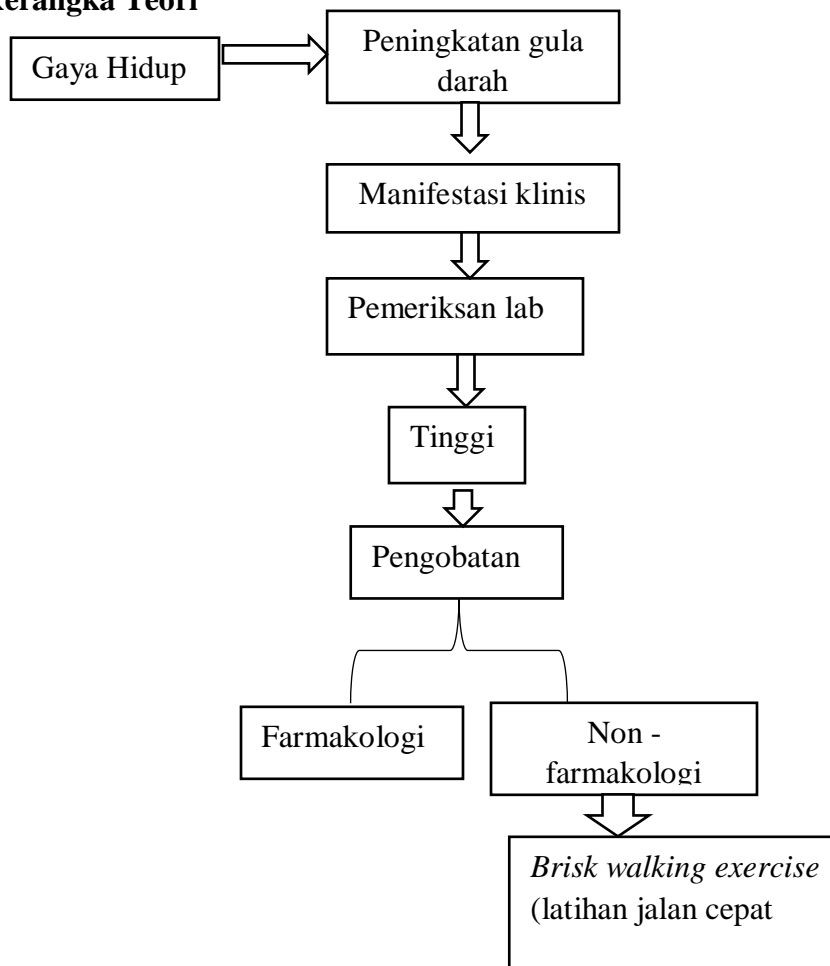 Kerangka Teori
Gaya Hidup
Peningkatan gula
darah
Manifestasi klinis
Pemeriksan lab
Tinggi
Pengobatan
Farmakologi
Non -
farmakologi
Brisk walking exercise
(latihan jalan cepat